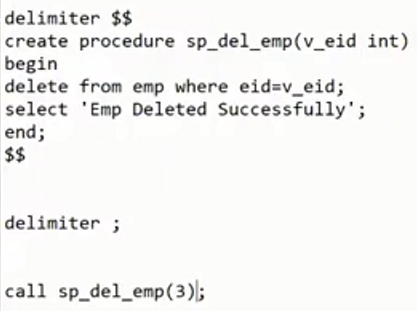 delimiter $$
create procedure sp_del_emp(v_eid int)
begin
delete from emp where eid=v_eid;
select 'Emp Deleted Successfully';
end;
$$
delimiter ;
call sp_del_emp(3);